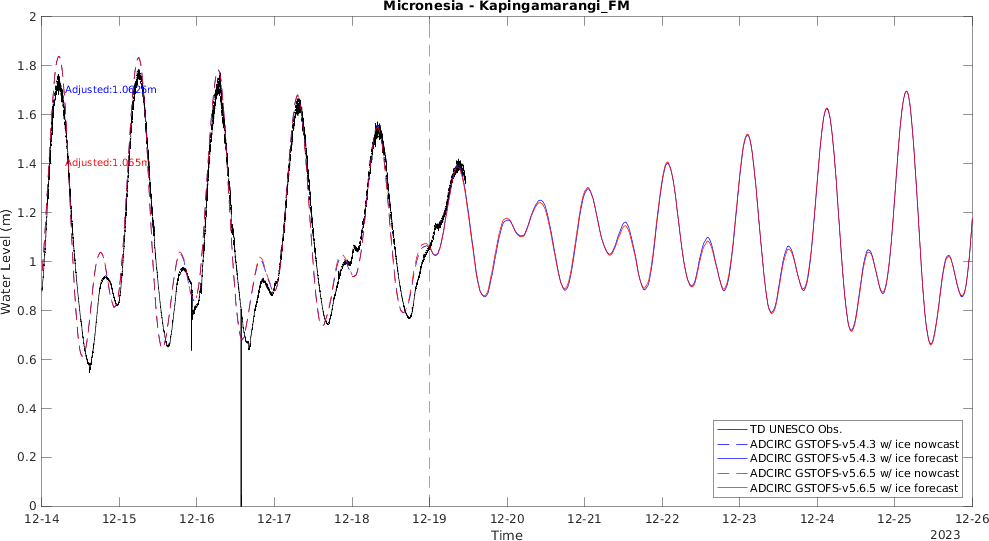 Micronesia - Kapingamarangi_FM
Water Level (m)
2
1.8
1.6
1.4
1.2
1
0.8
0.6
0.4
0.2
0
Adjusted:1.0625m
Adjusted:1.065m
TD UNESCO Obs.
ADCIRC GSTOFS-v5.4.3 w/ ice nowcast
ADCIRC GSTOFS-v5.4.3 w/ ice forecast
ADCIRC GSTOFS-v5.6.5 w/ ice nowcast
ADCIRC GSTOFS-v5.6.5 w/ ice forecast
12-14 12-15 12-16 12-17 12-18 12-19 12-20 12-21 12-22 12-23 12-24 12-25 12-26
Time
2023